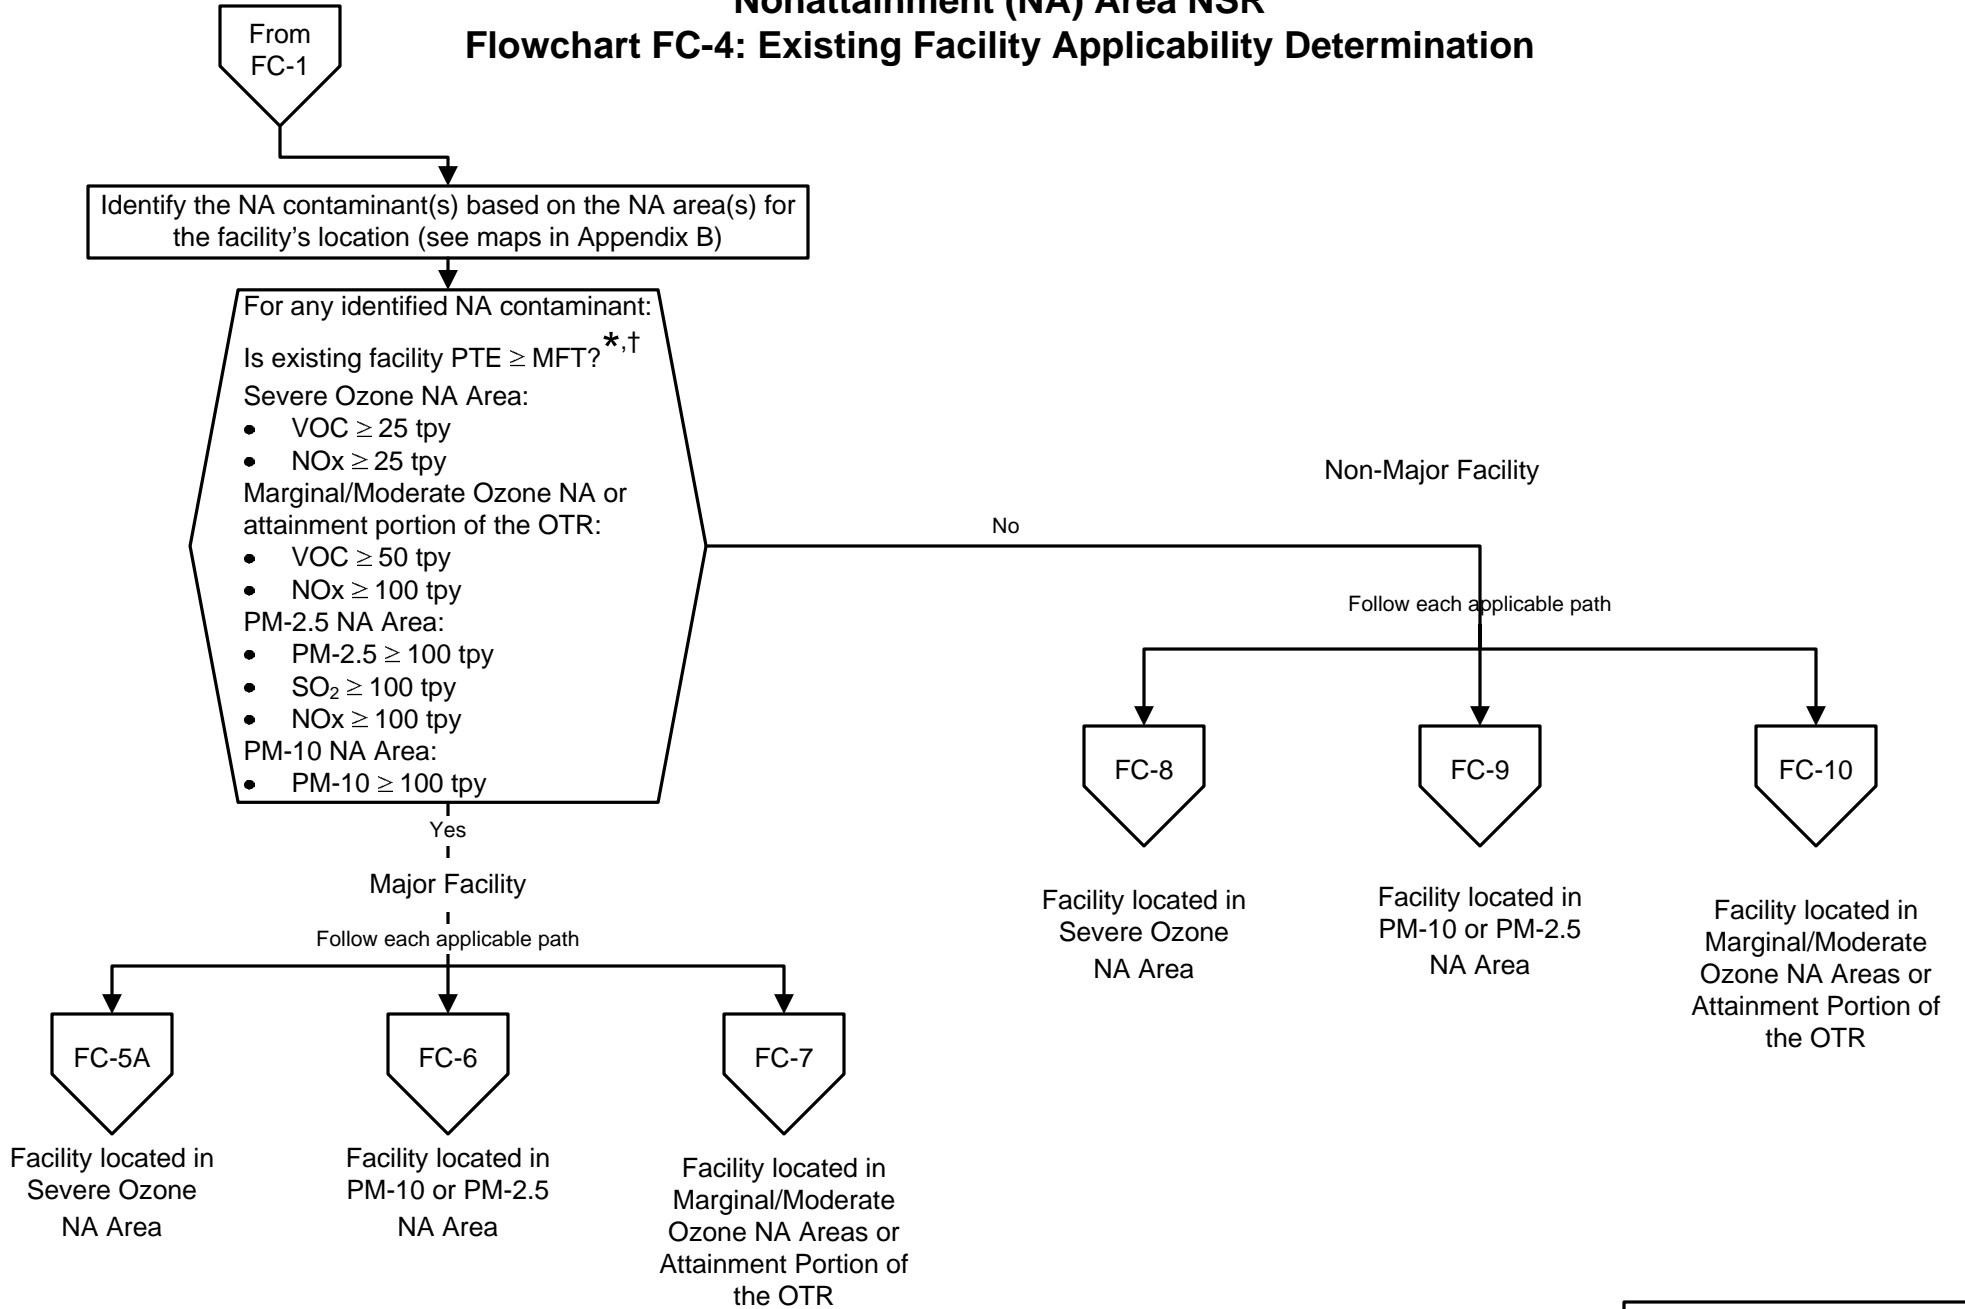 Nonattainment (NA) Area NSR
Flowchart FC-4: Existing Facility Applicability Determination
From
FC-1
Identify the NA contaminant(s) based on the NA area(s) for
the facility's location (see maps in Appendix B)
For any identified NA contaminant:
Is existing facility PTE ≥ MFT?*,†
Severe Ozone NA Area:
• VOC ≥ 25 tpy
• NOx ≥ 25 tpy
Marginal/Moderate Ozone NA or
attainment portion of the OTR:
• VOC ≥ 50 tpy
• NOx ≥ 100 tpy
PM-2.5 NA Area:
• PM-2.5 ≥ 100 tpy
• SO₂ ≥ 100 tpy
• NOx ≥ 100 tpy
PM-10 NA Area:
• PM-10 ≥ 100 tpy
No
Non-Major Facility
Follow each applicable path
FC-8
Facility located in
Severe Ozone
NA Area
FC-9
Facility located in
PM-10 or PM-2.5
NA Area
FC-10
Facility located in
Marginal/Moderate
Ozone NA Areas or
Attainment Portion of
the OTR
Yes
Major Facility
Follow each applicable path
FC-5A
Facility located in
Severe Ozone
NA Area
FC-6
Facility located in
PM-10 or PM-2.5
NA Area
FC-7
Facility located in
Marginal/Moderate
Ozone NA Areas or
Attainment Portion of
the OTR